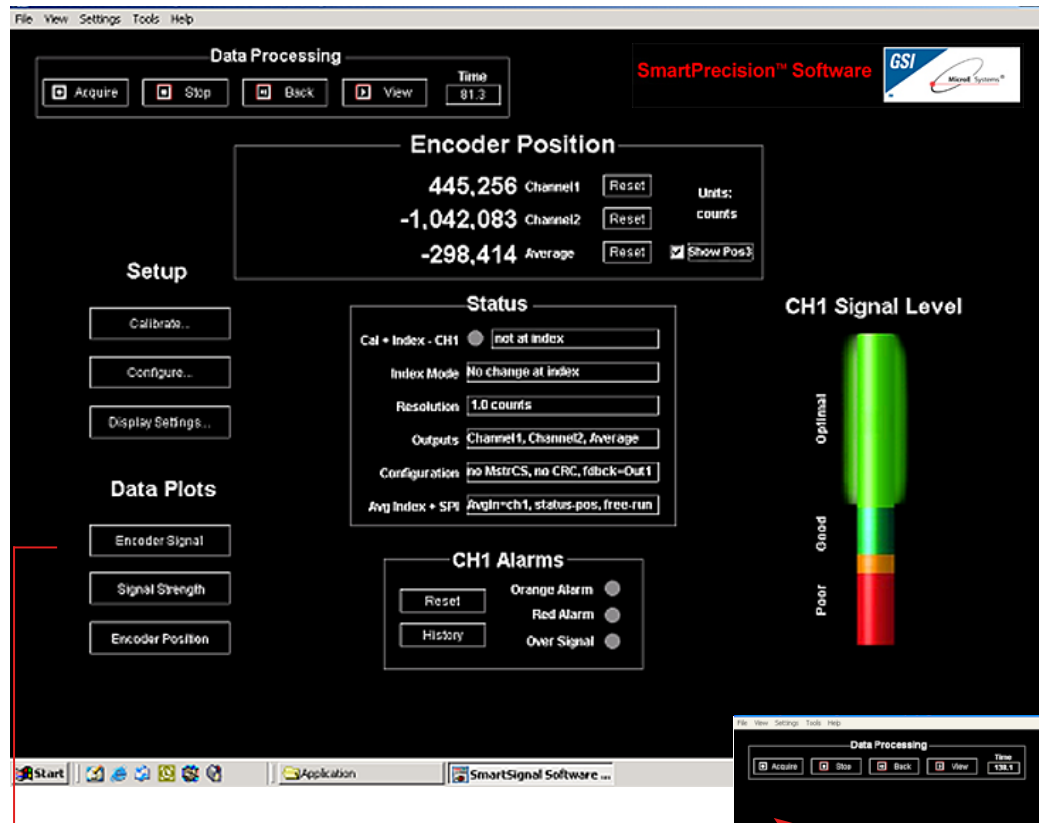 File View Settings Tools Help
Data Processing
Acquire Stop Back View
Time
81.3
SmartPrecision™ Software
GSI
MicroE Systems®
Encoder Position
445,256 Channel1 Reset
-1,042,083 Channel2 Reset
-298,414 Average Reset
Units:
counts
Show Pos3
Setup
Calibrate...
Configure...
Display Settings...
Data Plots
Encoder Signal
Signal Strength
Encoder Position
Status
Cal + Index - CH1 not at index
Index Mode No change at index
Resolution 1.0 counts
Outputs Channel1, Channel2, Average
Configuration no MstrCS, no CRC, fdbck=Out1
Avg Index + SPI AvgIn=ch1, status-pos, free-run
CH1 Alarms
Reset
History
Orange Alarm
Red Alarm
Over Signal
CH1 Signal Level
Optimal
Good
Poor
Start Application SmartSignal Software ...
File View Settings Tools Help
Data Processing
Acquire Stop Back View
Time
138.1